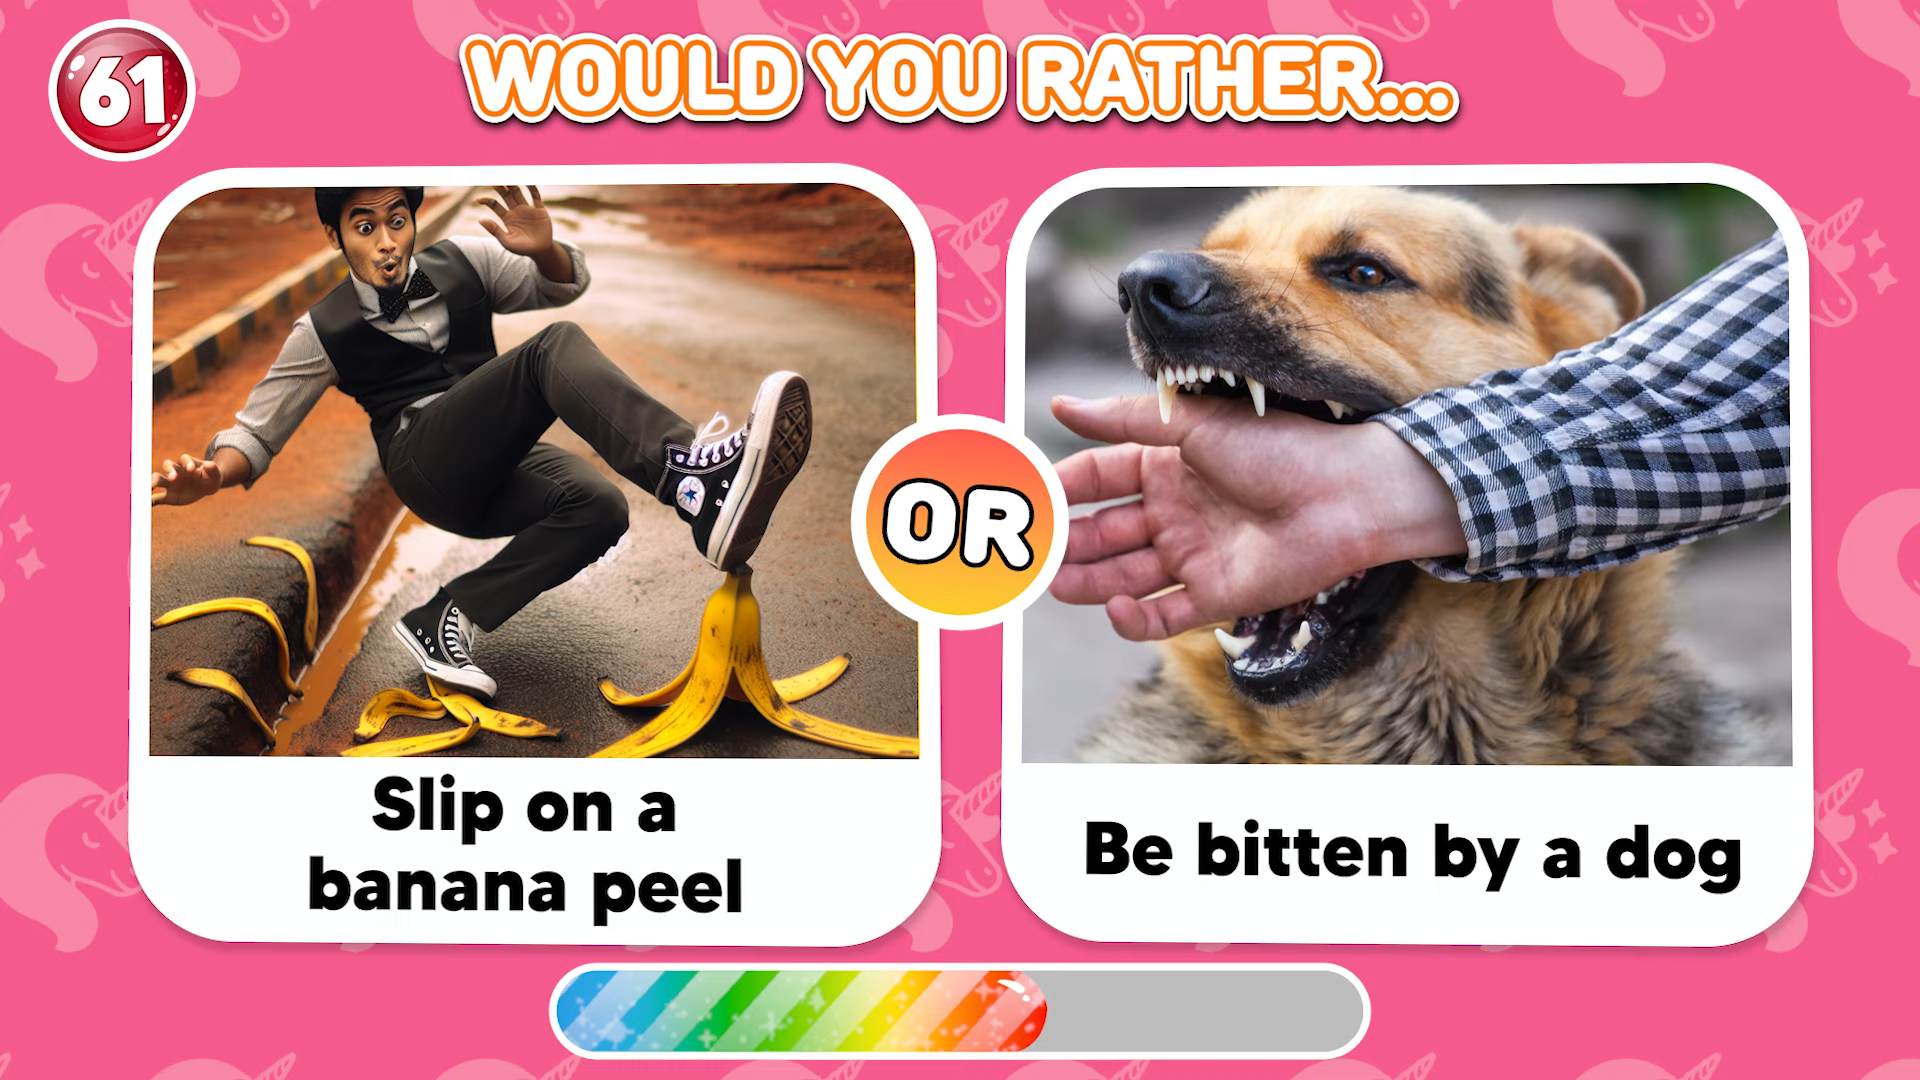 61
WOULD YOU RATHER...
OR
Slip on a
banana peel
Be bitten by a dog